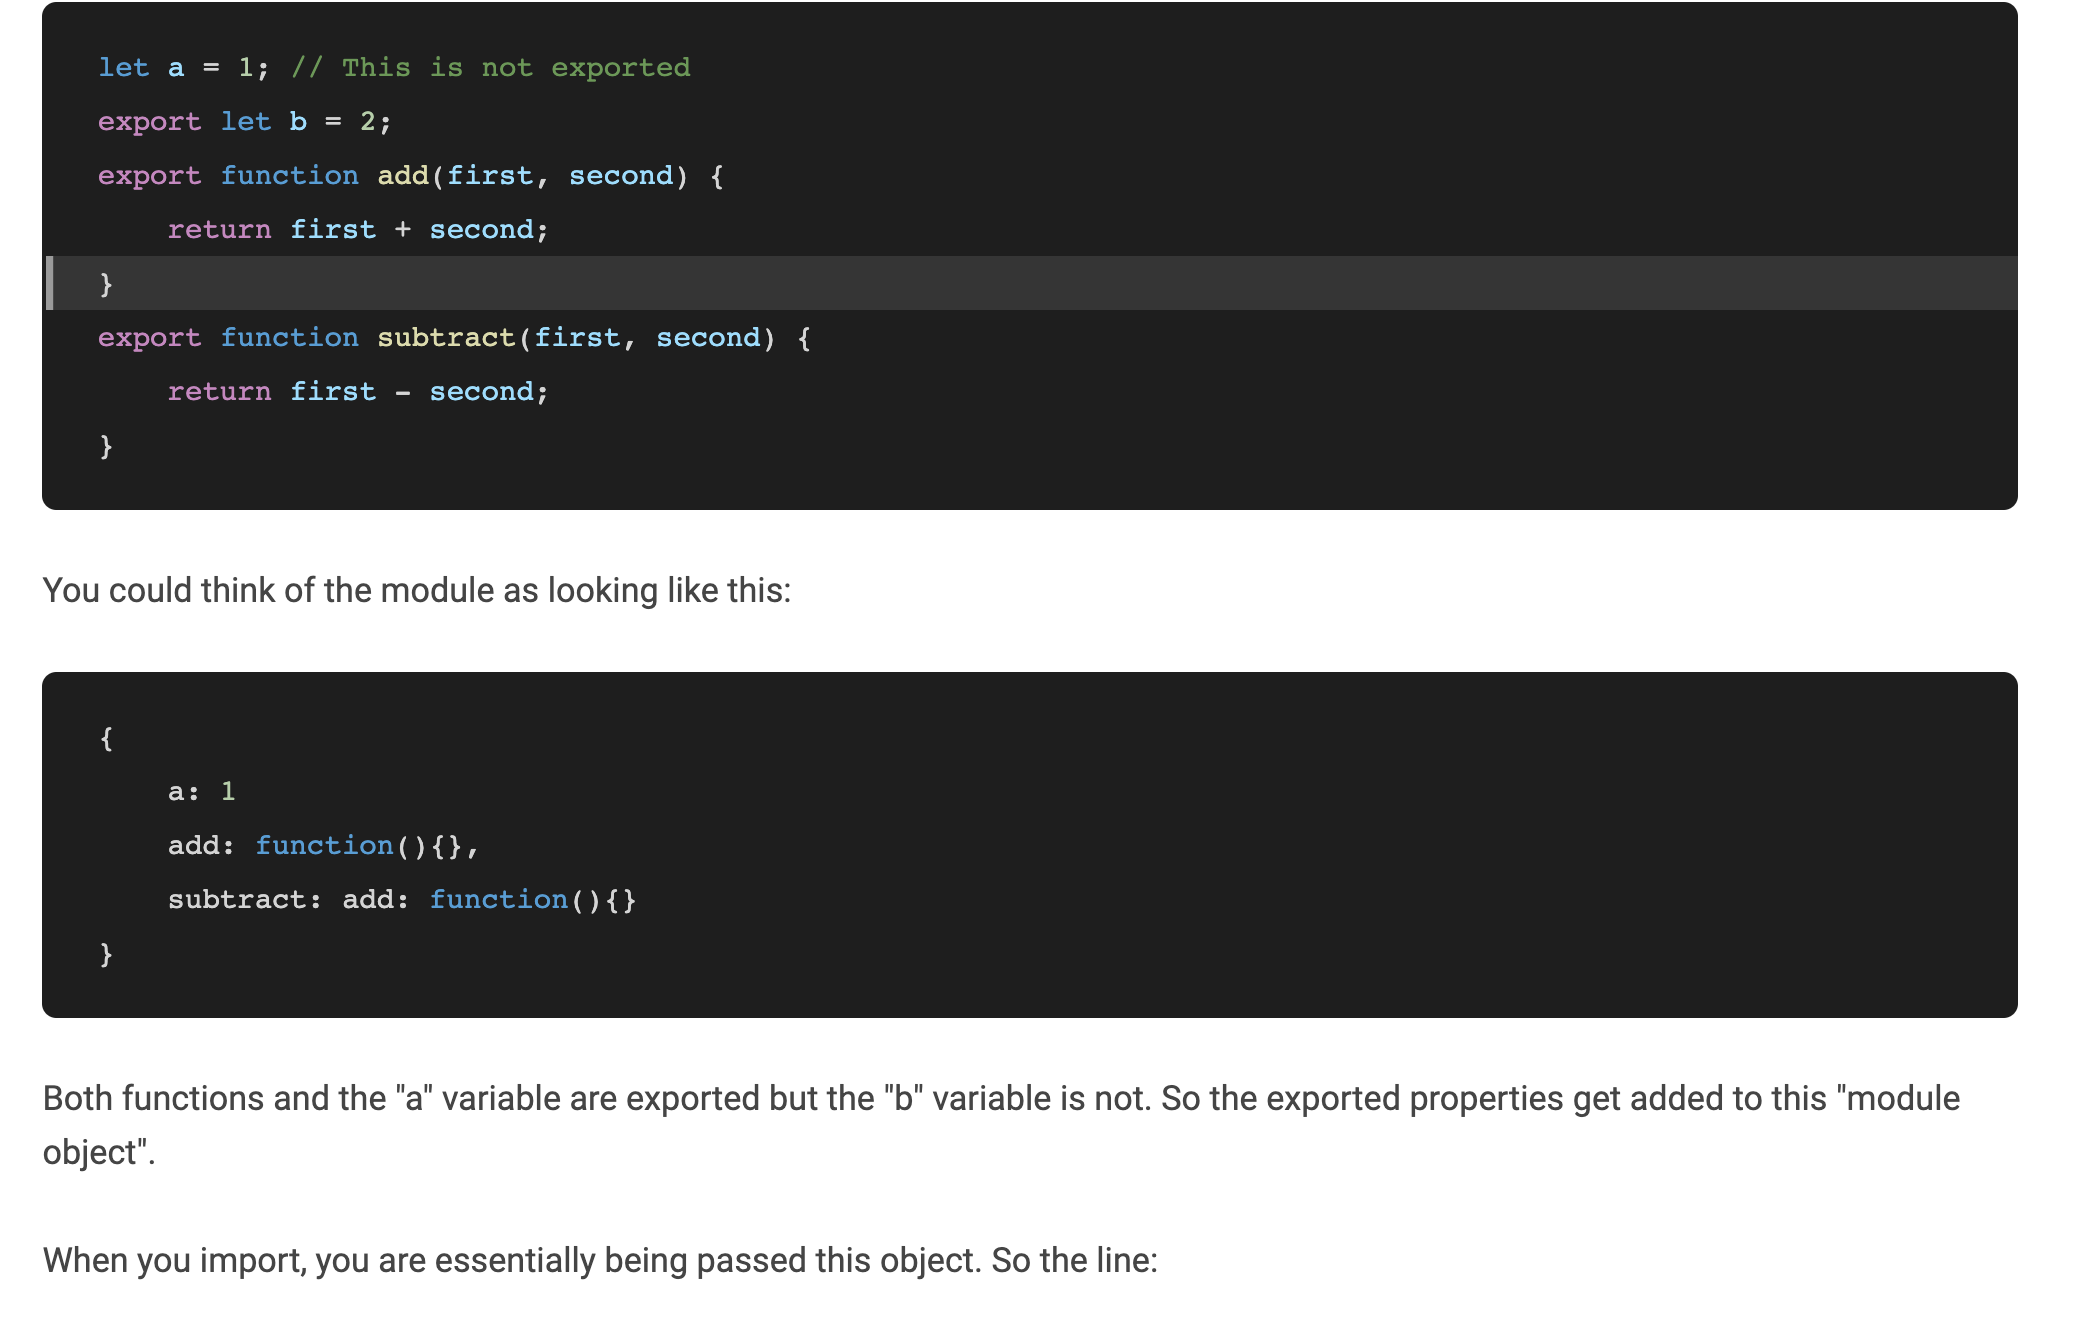 let a = 1; // This is not exported
export let b = 2;
export function add(first, second) {
    return first + second;
}
export function subtract(first, second) {
    return first - second;
}
You could think of the module as looking like this:
{
    a: 1
    add: function(){},
    subtract: add: function(){}
}
Both functions and the "a" variable are exported but the "b" variable is not. So the exported properties get added to this "module
object".
When you import, you are essentially being passed this object. So the line: